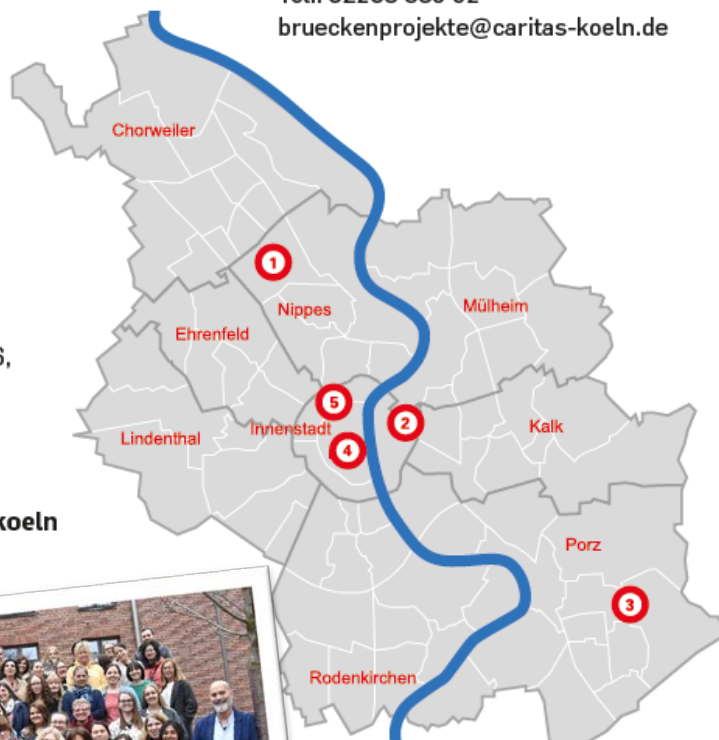 brueckenprojekte@caritas-koeln.de
Chorweiler
1
Nippes
Mülheim
Ehrenfeld
5
2
Innenstadt
Kalk
Lindenthal
4
koeln
Porz
3
Rodenkirchen